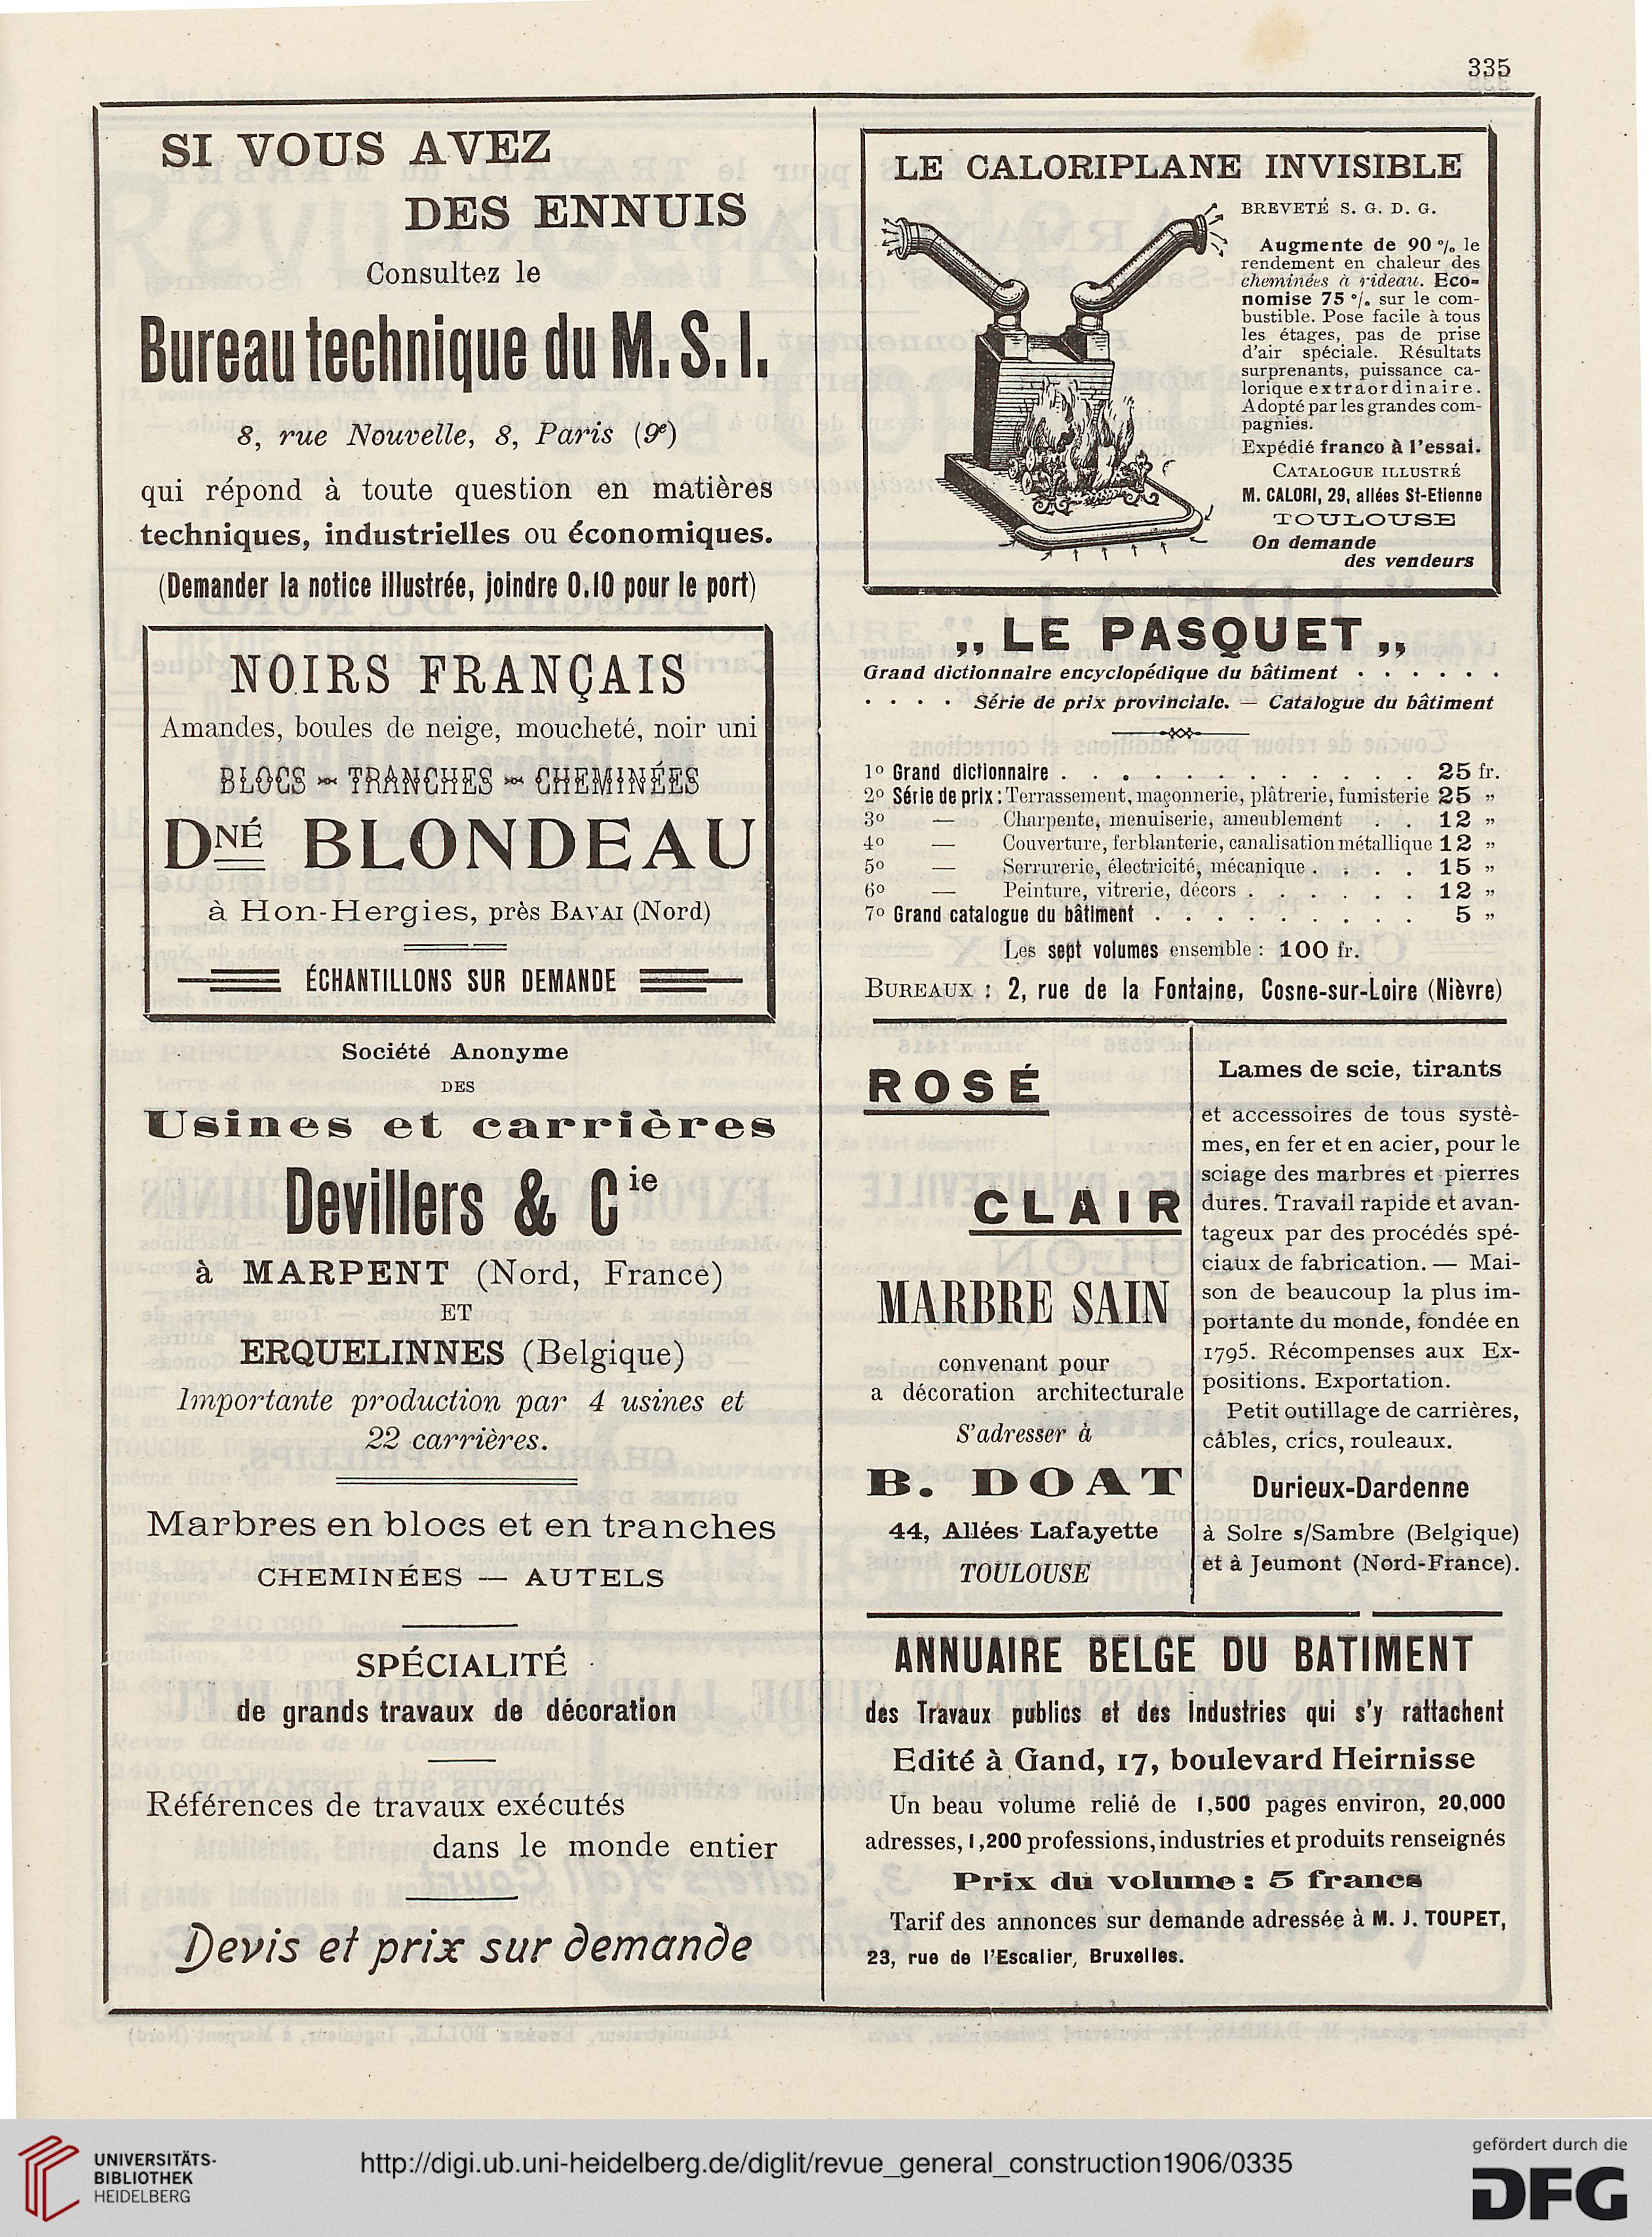 335
SI VOUS AVEZ
DES ENNUIS
Consultez le
Bureau technique du M.S.I.
8, rue Nouvelle, 8, Paris (9e)
qui répond à toute question en matières
techniques, industrielles ou économiques.
(Demander la notice illustrée, joindre 0.10 pour le port)
NOIRS FRANÇAIS
Amandes, boules de neige, moucheté, noir uni
BLOCS — TRANCHES — CHEMINÉES
DNÉ BLONDEAU
à Hon-Hergies, près BAVAI (Nord)
ÉCHANTILLONS SUR DEMANDE
Société Anonyme
DES
Usines et carrières
Devillers & Cie
à MARPENT (Nord, France)
ET
ERQUELINNES (Belgique)
Importante production par 4 usines et
22 carrières.
Marbres en blocs et en tranches
CHEMINÉES — AUTELS
SPÉCIALITÉ
de grands travaux de décoration
Références de travaux exécutés
dans le monde entier
Devis et prix sur demande
LE CALORIPLANE INVISIBLE
BREVETÉ S. G. D. G.
Augmente de 90 % le
rendement en chaleur des
cheminées à rideau. Eco-
nomise 75 % sur le com-
bustible. Pose facile à tous
les étages, pas de prise
d'air spéciale. Résultats
surprenants, puissance ca-
lorique extraordinaire.
Adopté par les grandes com-
pagnies.
Expédié franco à l'essai.
CATALOGUE ILLUSTRÉ
M. CALORI, 29, allées St-Etienne
TOULOUSE
On demande
des vendeurs
,, LE PASQUET ,,
Grand dictionnaire encyclopédique du bâtiment . . . . . .
. . . . Série de prix provinciale. — Catalogue du bâtiment
1o Grand dictionnaire . . . . . . . . . . . . 25 fr.
2o Série de prix : Terrassement, maçonnerie, plâtrerie, fumisterie 25 »
3o — Charpente, menuiserie, ameublement . . 12 »
4o — Couverture, ferblanterie, canalisation métallique 12 »
5o — Serrurerie, électricité, mécanique . . . . 15 »
6o — Peinture, vitrerie, décors . . . . . . 12 »
7o Grand catalogue du bâtiment . . . . . . . . . 5 »
Les sept volumes ensemble : 100 fr.
BUREAUX : 2, rue de la Fontaine, Cosne-sur-Loire (Nièvre)
ROSÉ
CLAIR
MARBRE SAIN
convenant pour
a décoration architecturale
S'adresser à
B. DOAT
44, Allées Lafayette
TOULOUSE
Lames de scie, tirants
et accessoires de tous systè-
mes, en fer et en acier, pour le
sciage des marbres et pierres
dures. Travail rapide et avan-
tageux par des procédés spé-
ciaux de fabrication. — Mai-
son de beaucoup la plus im-
portante du monde, fondée en
1795. Récompenses aux Ex-
positions. Exportation.
Petit outillage de carrières,
câbles, crics, rouleaux.
Durieux-Dardenne
à Solre s/Sambre (Belgique)
et à Jeumont (Nord-France).
ANNUAIRE BELGE DU BATIMENT
des Travaux publics et des Industries qui s'y rattachent
Edité à Gand, 17, boulevard Heirnisse
Un beau volume relié de 1,500 pages environ, 20,000
adresses, 1,200 professions, industries et produits renseignés
Prix du volume : 5 francs
Tarif des annonces sur demande adressée à M. J. TOUPET,
23, rue de l'Escalier, Bruxelles.
UNIVERSITÄTS-
BIBLIOTHEK
HEIDELBERG
http://digi.ub.uni-heidelberg.de/diglit/revue_general_construction1906/0335
gefördert durch die
DFG